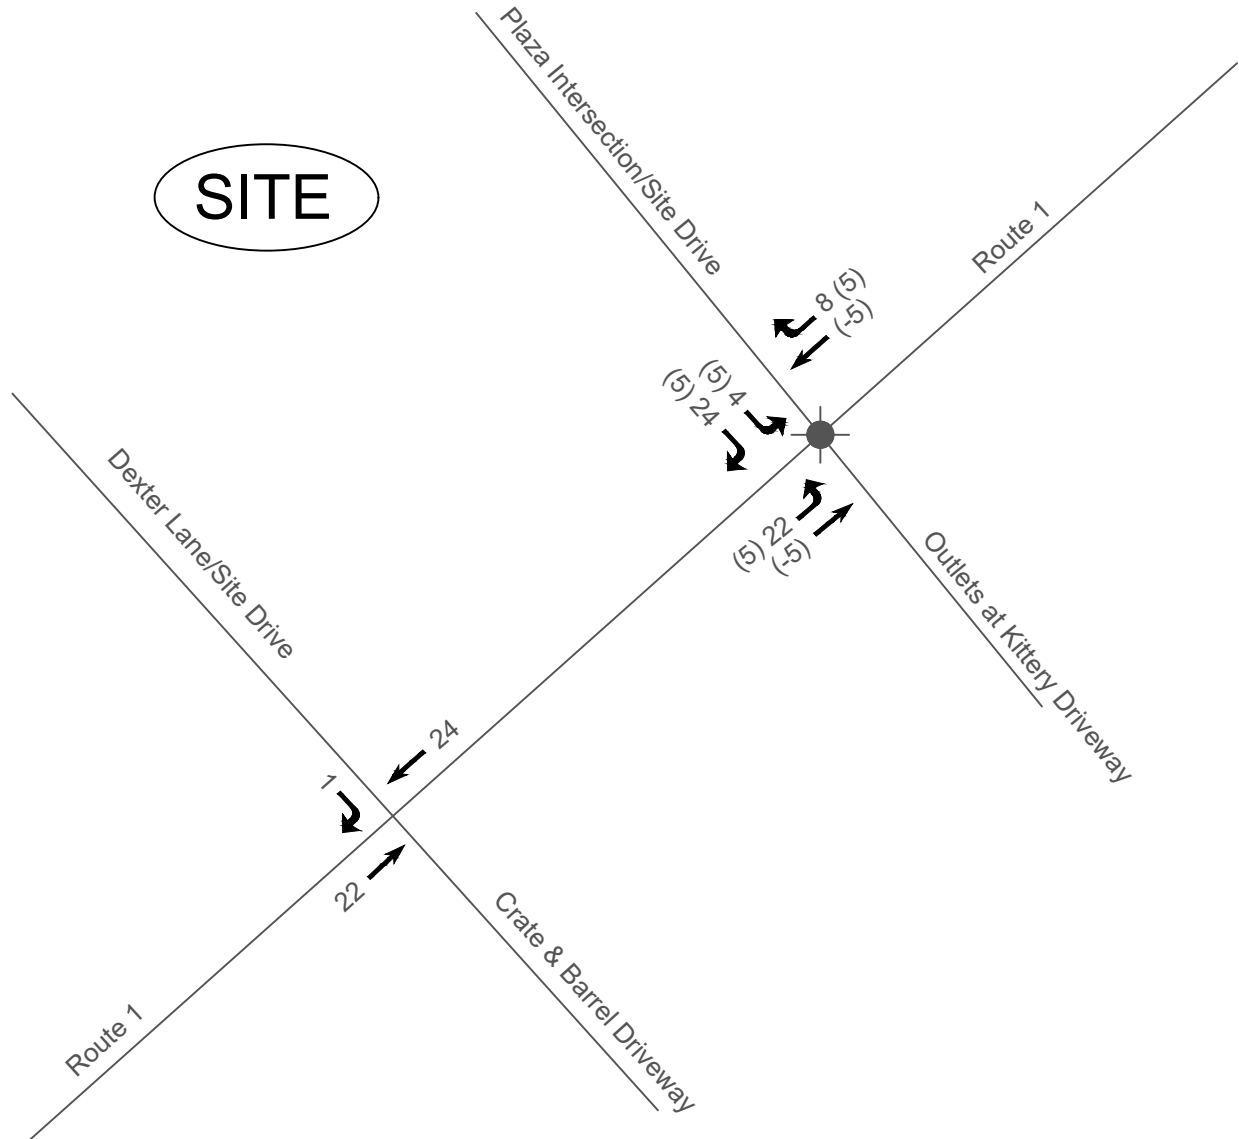 Plaza Intersection/Site Drive
SITE
Route 1
8 (5)
(-5)
(5) 4
(5) 24
Dexter Lane/Site Drive
(5) 22
(-5)
Outlets at Kittery Driveway
24
1
22
Crate & Barrel Driveway
Route 1